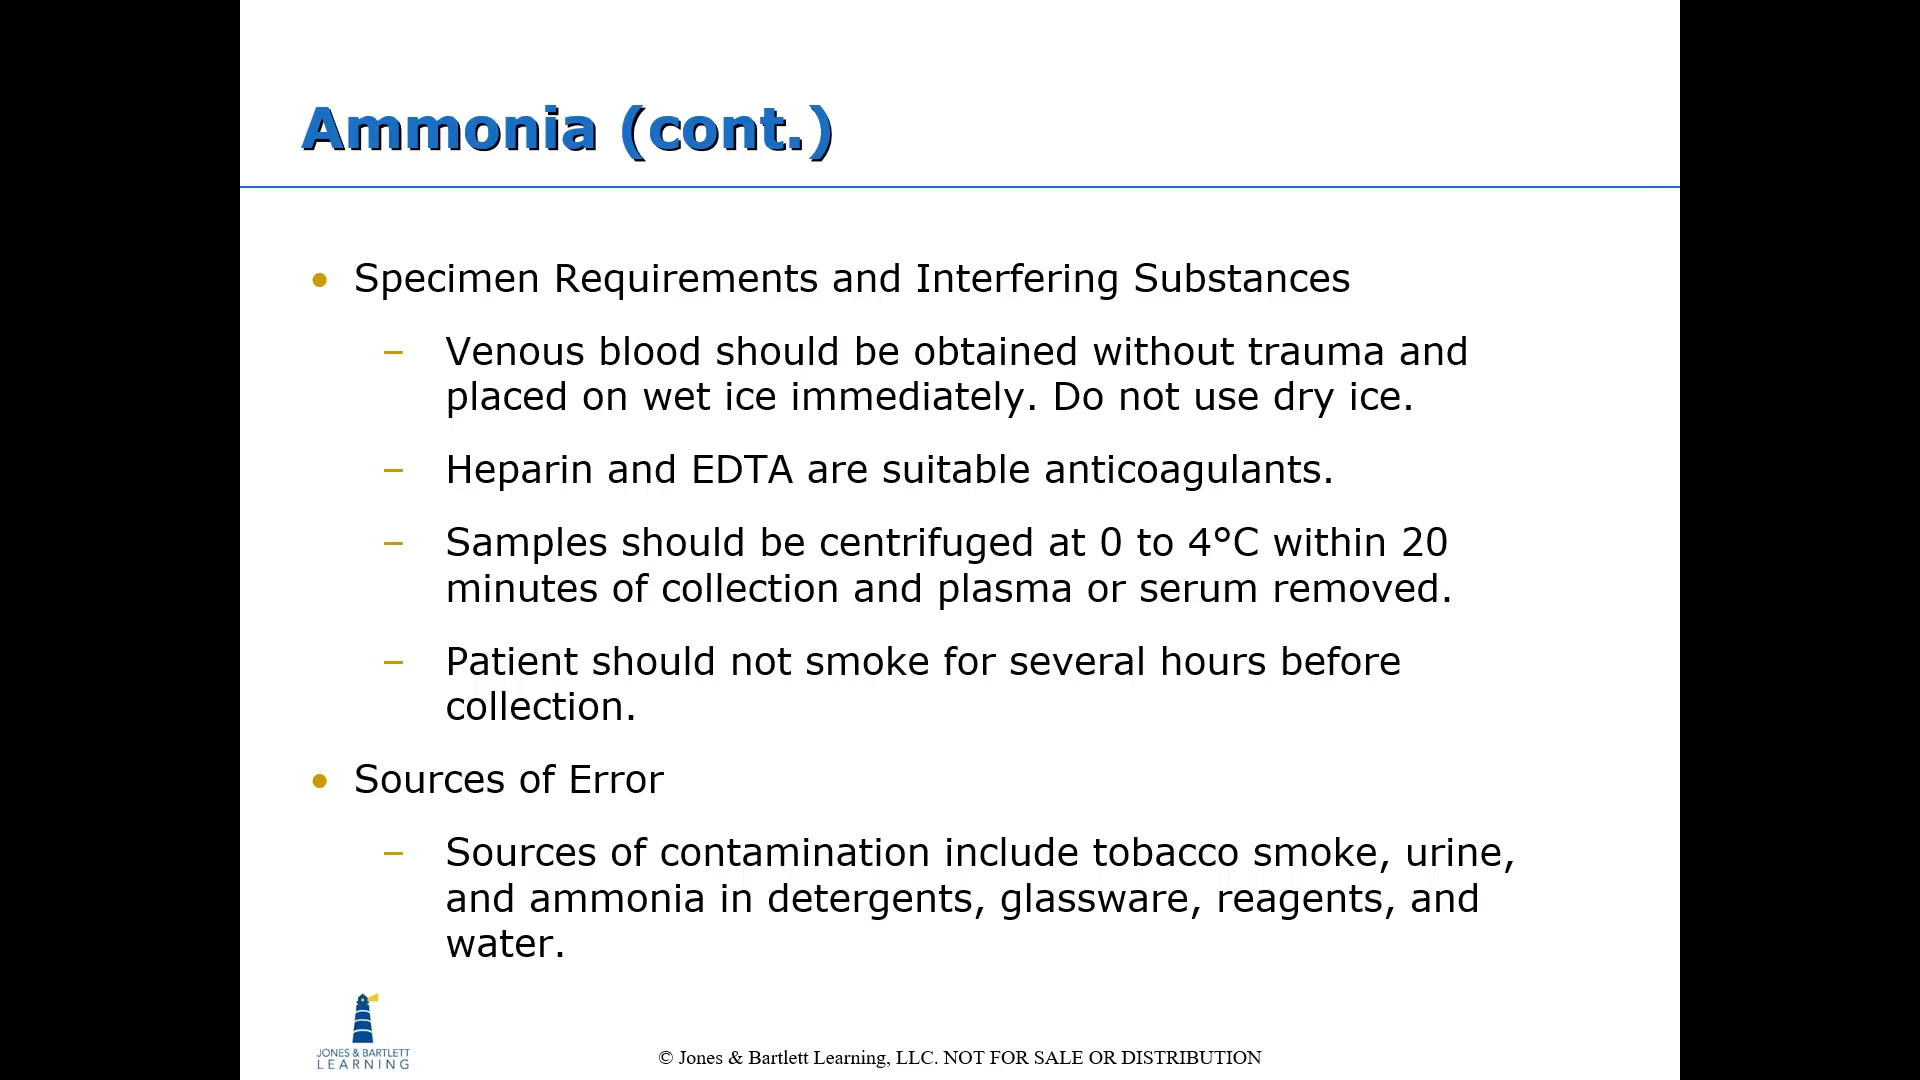 Ammonia (cont.)
• Specimen Requirements and Interfering Substances
– Venous blood should be obtained without trauma and
placed on wet ice immediately. Do not use dry ice.
– Heparin and EDTA are suitable anticoagulants.
– Samples should be centrifuged at 0 to 4°C within 20
minutes of collection and plasma or serum removed.
– Patient should not smoke for several hours before
collection.
• Sources of Error
– Sources of contamination include tobacco smoke, urine,
and ammonia in detergents, glassware, reagents, and
water.
JONES & BARTLETT
LEARNING
© Jones & Bartlett Learning, LLC. NOT FOR SALE OR DISTRIBUTION